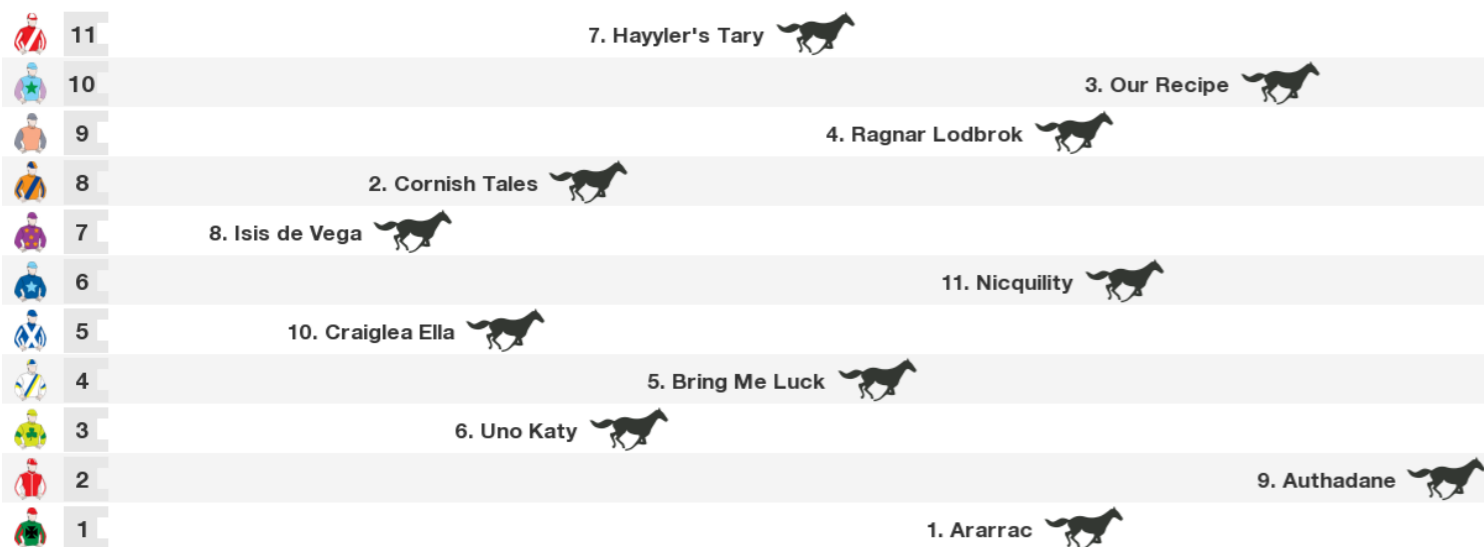 11 7. Hayyler's Tary
10 3. Our Recipe
9 4. Ragnar Lodbrok
8 2. Cornish Tales
7 8. Isis de Vega
6 11. Nicquility
5 10. Craiglea Ella
4 5. Bring Me Luck
3 6. Uno Katy
2 9. Authadane
1 1. Ararrac